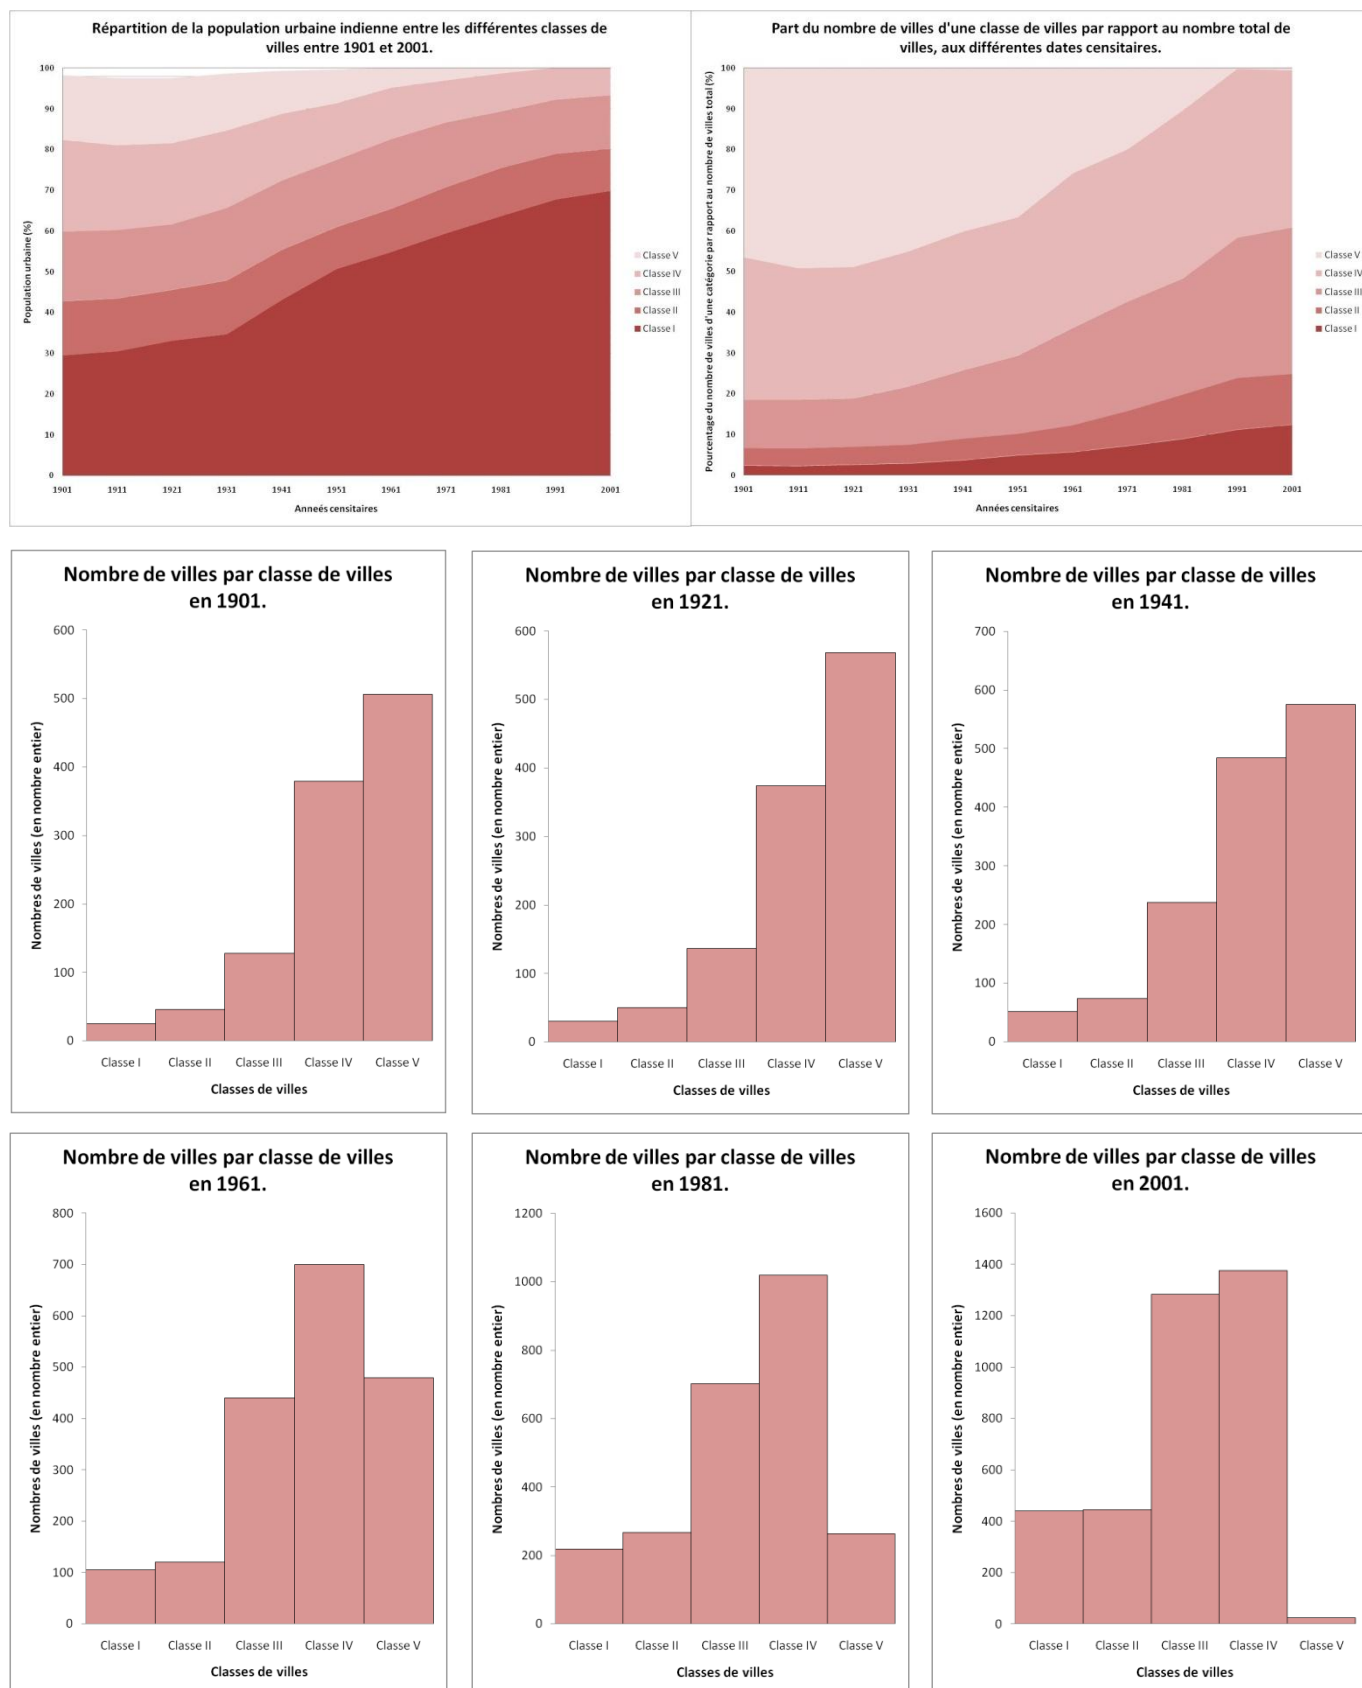 Répartition de la population urbaine indienne entre les différentes classes de
villes entre 1901 et 2001.
100
90
80
70
60
50
40
30
20
10
0
Population urbaine (%)
1901 1911 1921 1931 1941 1951 1961 1971 1981 1991 2001
Anneés censitaires
Classe V
Classe IV
Classe III
Classe II
Classe I
Part du nombre de villes d'une classe de villes par rapport au nombre total de
villes, aux différentes dates censitaires.
100
90
80
70
60
50
40
30
20
10
0
Pourcentage du nombre de villes d'une catégorie par rapport au nombre de villes total (%)
1901 1911 1921 1931 1941 1951 1961 1971 1981 1991 2001
Années censitaires
Classe V
Classe IV
Classe III
Classe II
Classe I
Nombre de villes par classe de villes
en 1901.
600
500
400
300
200
100
0
Nombres de villes (en nombre entier)
Classe I Classe II Classe III Classe IV Classe V
Classes de villes
Nombre de villes par classe de villes
en 1921.
600
500
400
300
200
100
0
Nombres de villes (en nombre entier)
Classe I Classe II Classe III Classe IV Classe V
Classes de villes
Nombre de villes par classe de villes
en 1941.
700
600
500
400
300
200
100
0
Nombres de villes (en nombre entier)
Classe I Classe II Classe III Classe IV Classe V
Classes de villes
Nombre de villes par classe de villes
en 1961.
800
700
600
500
400
300
200
100
0
Nombres de villes (en nombre entier)
Classe I Classe II Classe III Classe IV Classe V
Classes de villes
Nombre de villes par classe de villes
en 1981.
1200
1000
800
600
400
200
0
Nombres de villes (en nombre entier)
Classe I Classe II Classe III Classe IV Classe V
Classes de villes
Nombre de villes par classe de villes
en 2001.
1600
1400
1200
1000
800
600
400
200
0
Nombres de villes (en nombre entier)
Classe I Classe II Classe III Classe IV Classe V
Classes de villes